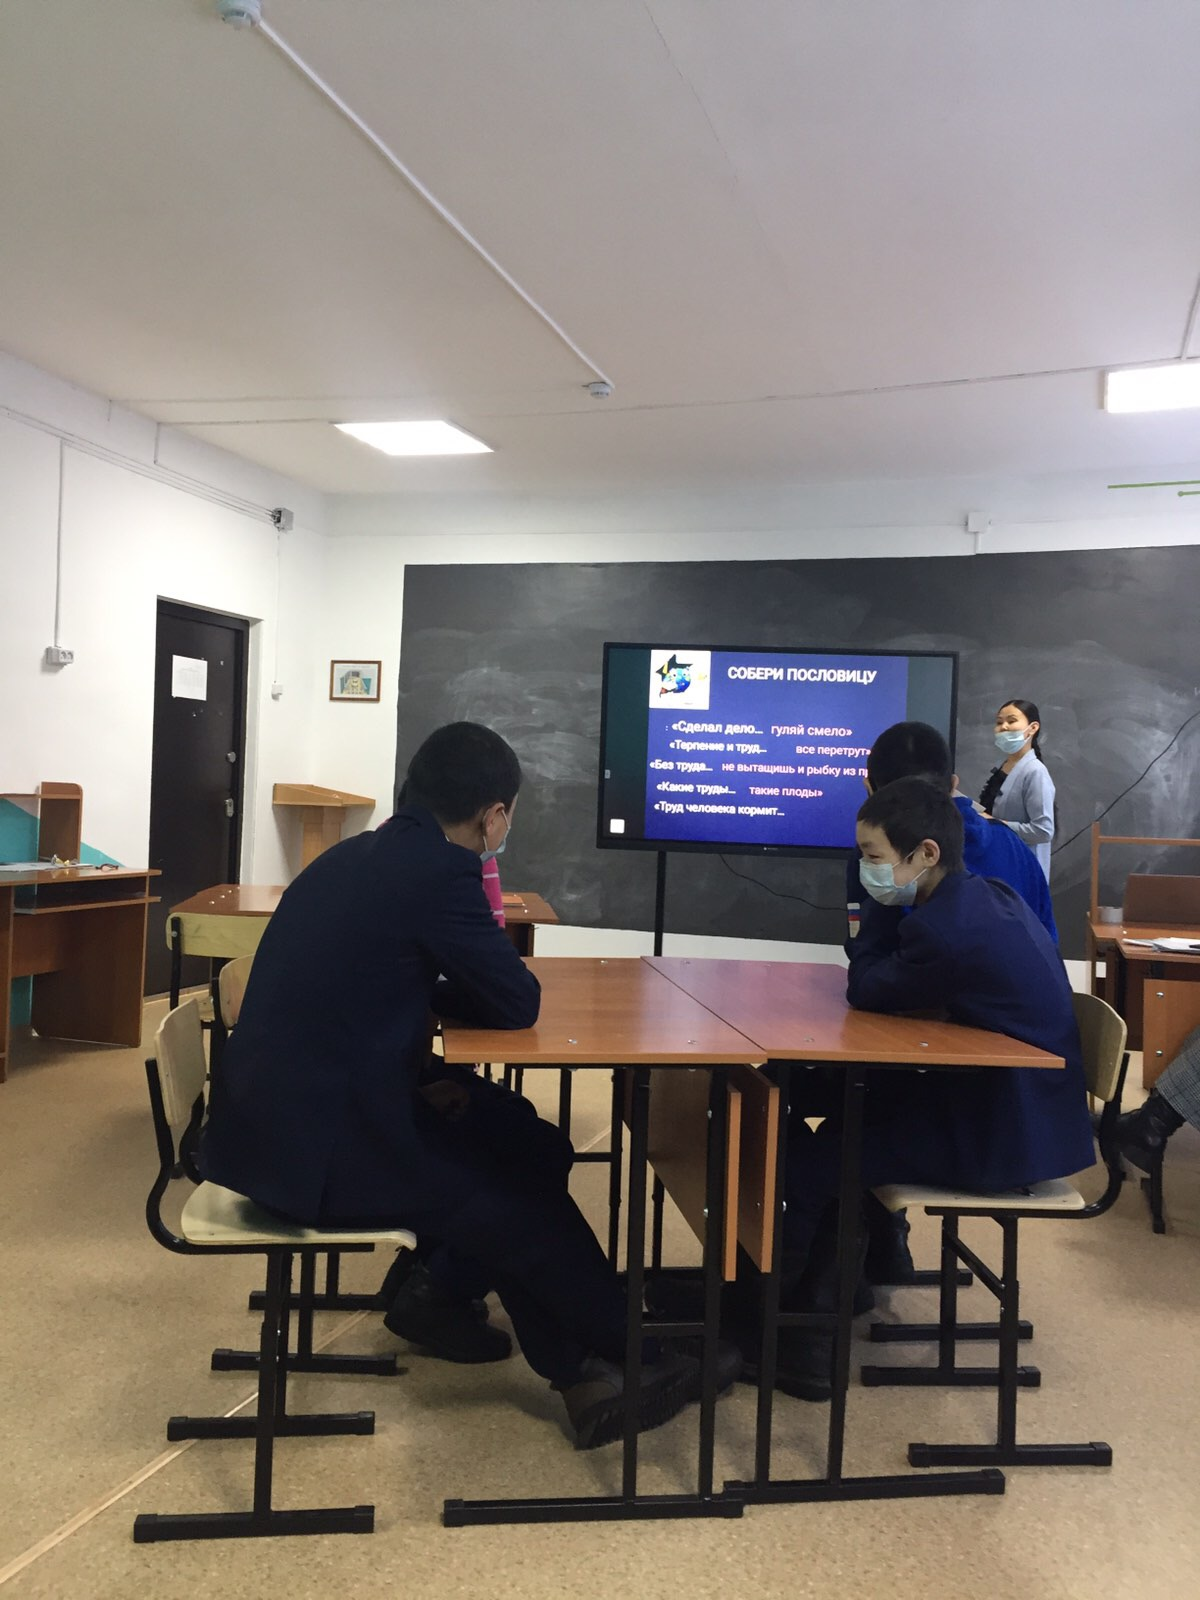 СОБЕРИ ПОСЛОВИЦУ
: «Сделал дело... гуляй смело»
«Терпение и труд... все перетрут»
«Без труда... не вытащишь и рыбку из
«Какие труды... такие плоды»
«Труд человека кормит...